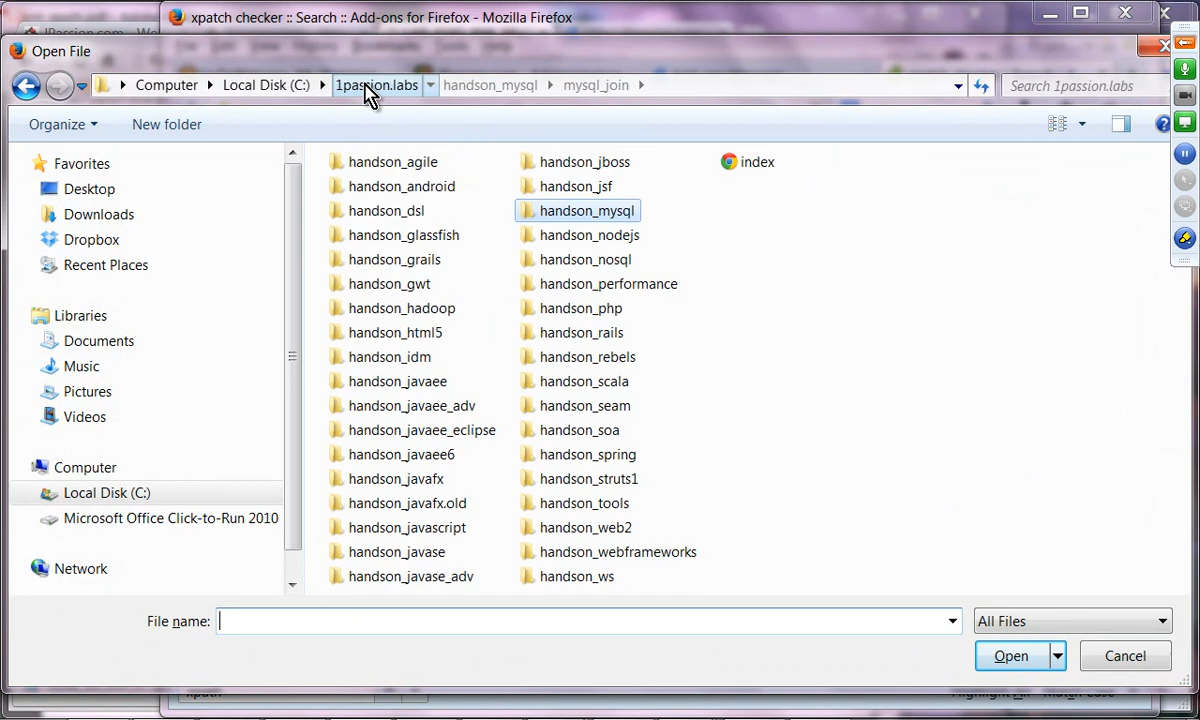 xpatch checker :: Search :: Add-ons for Firefox - Mozilla Firefox
Open File
Computer Local Disk (C:) 1passion.labs handson_mysql mysql_join
Search 1passion.labs
Organize New folder
Favorites
Desktop
Downloads
Dropbox
Recent Places
Libraries
Documents
Music
Pictures
Videos
Computer
Local Disk (C:)
Microsoft Office Click-to-Run 2010
Network
handson_agile
handson_android
handson_dsl
handson_glassfish
handson_grails
handson_gwt
handson_hadoop
handson_html5
handson_idm
handson_javaee
handson_javaee_adv
handson_javaee_eclipse
handson_javaee6
handson_javafx
handson_javafx.old
handson_javascript
handson_javase
handson_javase_adv
handson_jboss
handson_jsf
handson_mysql
handson_nodejs
handson_nosql
handson_performance
handson_php
handson_rails
handson_rebels
handson_scala
handson_seam
handson_soa
handson_spring
handson_struts1
handson_tools
handson_web2
handson_webframeworks
handson_ws
index
File name:
All Files
Open Cancel